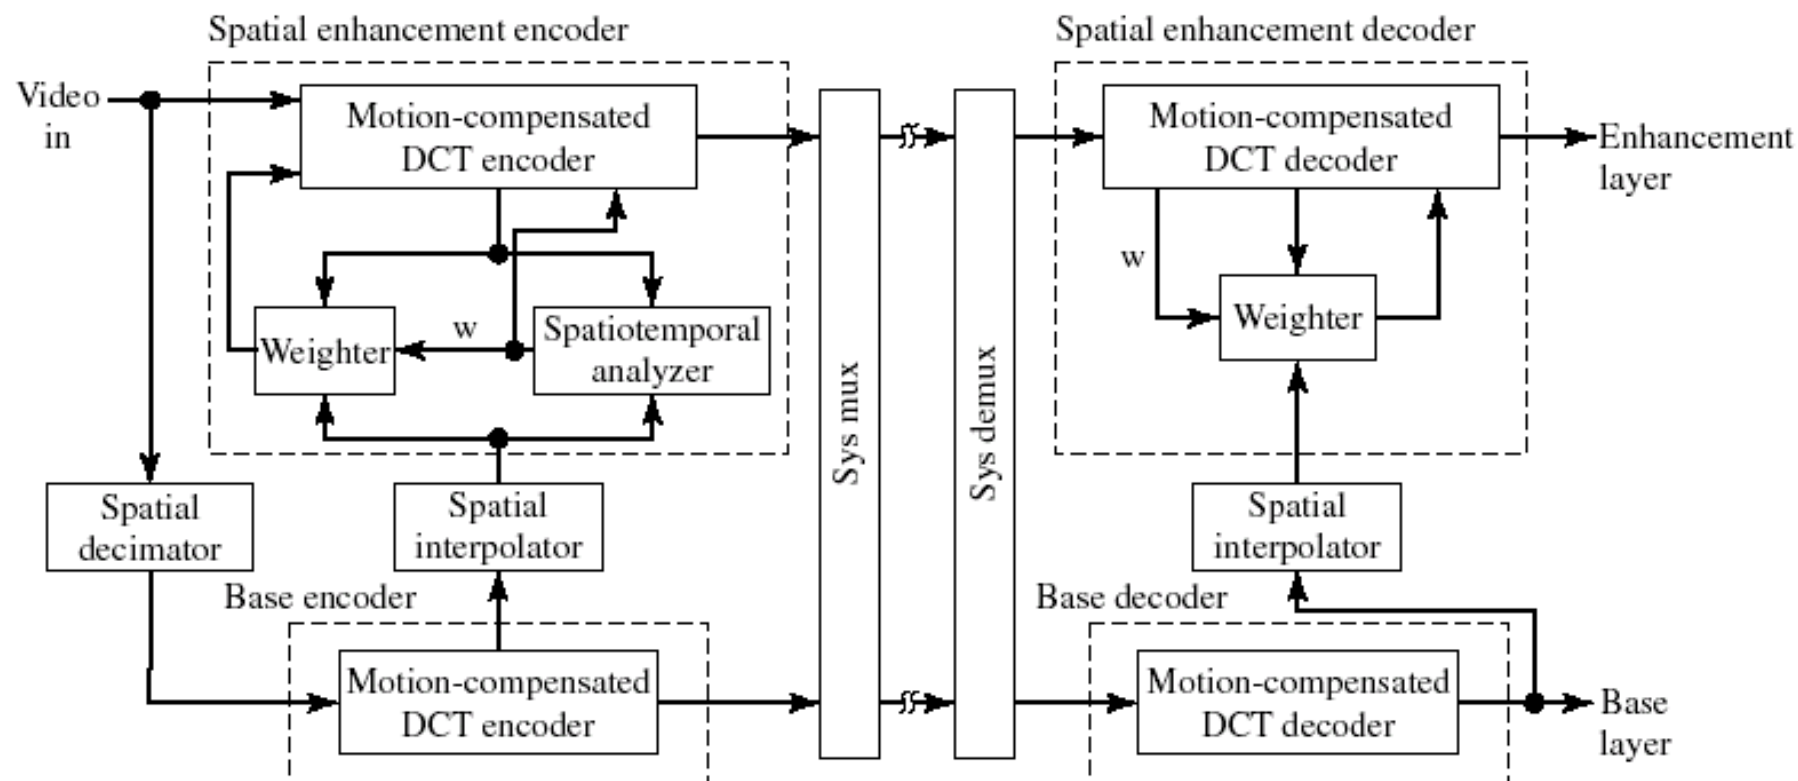 Spatial enhancement encoder
Spatial enhancement decoder
Video
in
Motion-compensated
DCT encoder
Motion-compensated
DCT decoder
Enhancement
layer
w
Weighter
w
Spatiotemporal
analyzer
Weighter
Sys mux
Sys demux
Spatial
decimator
Spatial
interpolator
Spatial
interpolator
Base encoder
Base decoder
Motion-compensated
DCT encoder
Motion-compensated
DCT decoder
Base
layer